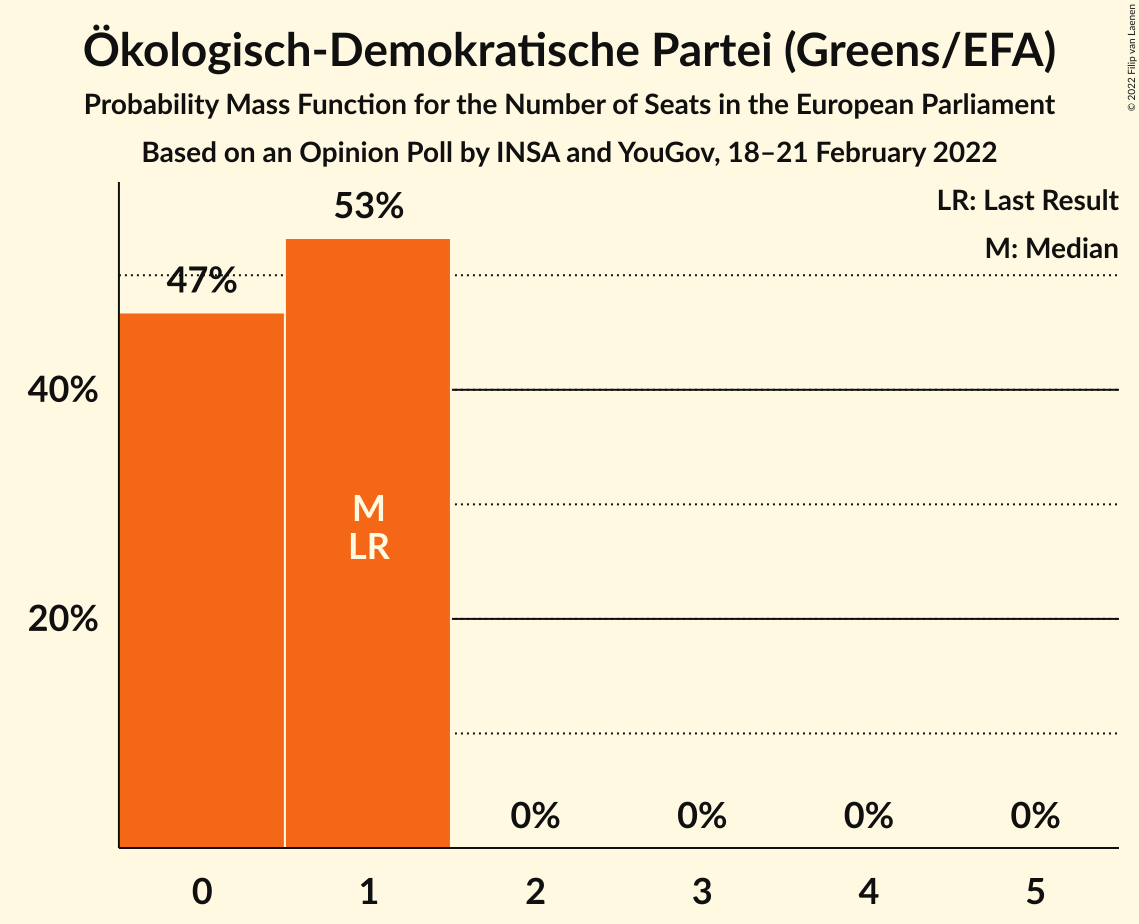 Ökologisch-Demokratische Partei (Greens/EFA)
Probability Mass Function for the Number of Seats in the European Parliament
Based on an Opinion Poll by INSA and YouGov, 18–21 February 2022
© 2022 Filip van Laenen
LR: Last Result
M: Median
53%
47%
40%
M
LR
20%
0% 0% 0% 0%
0 1 2 3 4 5